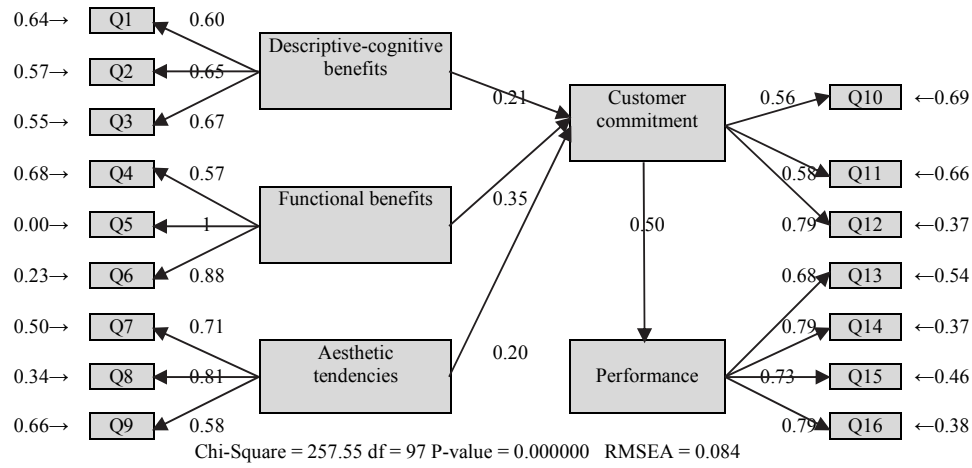 0.64→ Q1 0.60
0.57→ Q2 0.65
0.55→ Q3 0.67
Descriptive-cognitive
benefits
0.21
0.68→ Q4 0.57
0.00→ Q5 1
0.23→ Q6 0.88
Functional benefits
0.35
0.50→ Q7 0.71
0.34→ Q8 0.81
0.66→ Q9 0.58
Aesthetic
tendencies
0.20
Customer
commitment
0.56 Q10 ←0.69
0.58 Q11 ←0.66
0.79 Q12 ←0.37
0.50
Performance
0.68 Q13 ←0.54
0.79 Q14 ←0.37
0.73 Q15 ←0.46
0.79 Q16 ←0.38
Chi-Square = 257.55 df = 97 P-value = 0.000000 RMSEA = 0.084